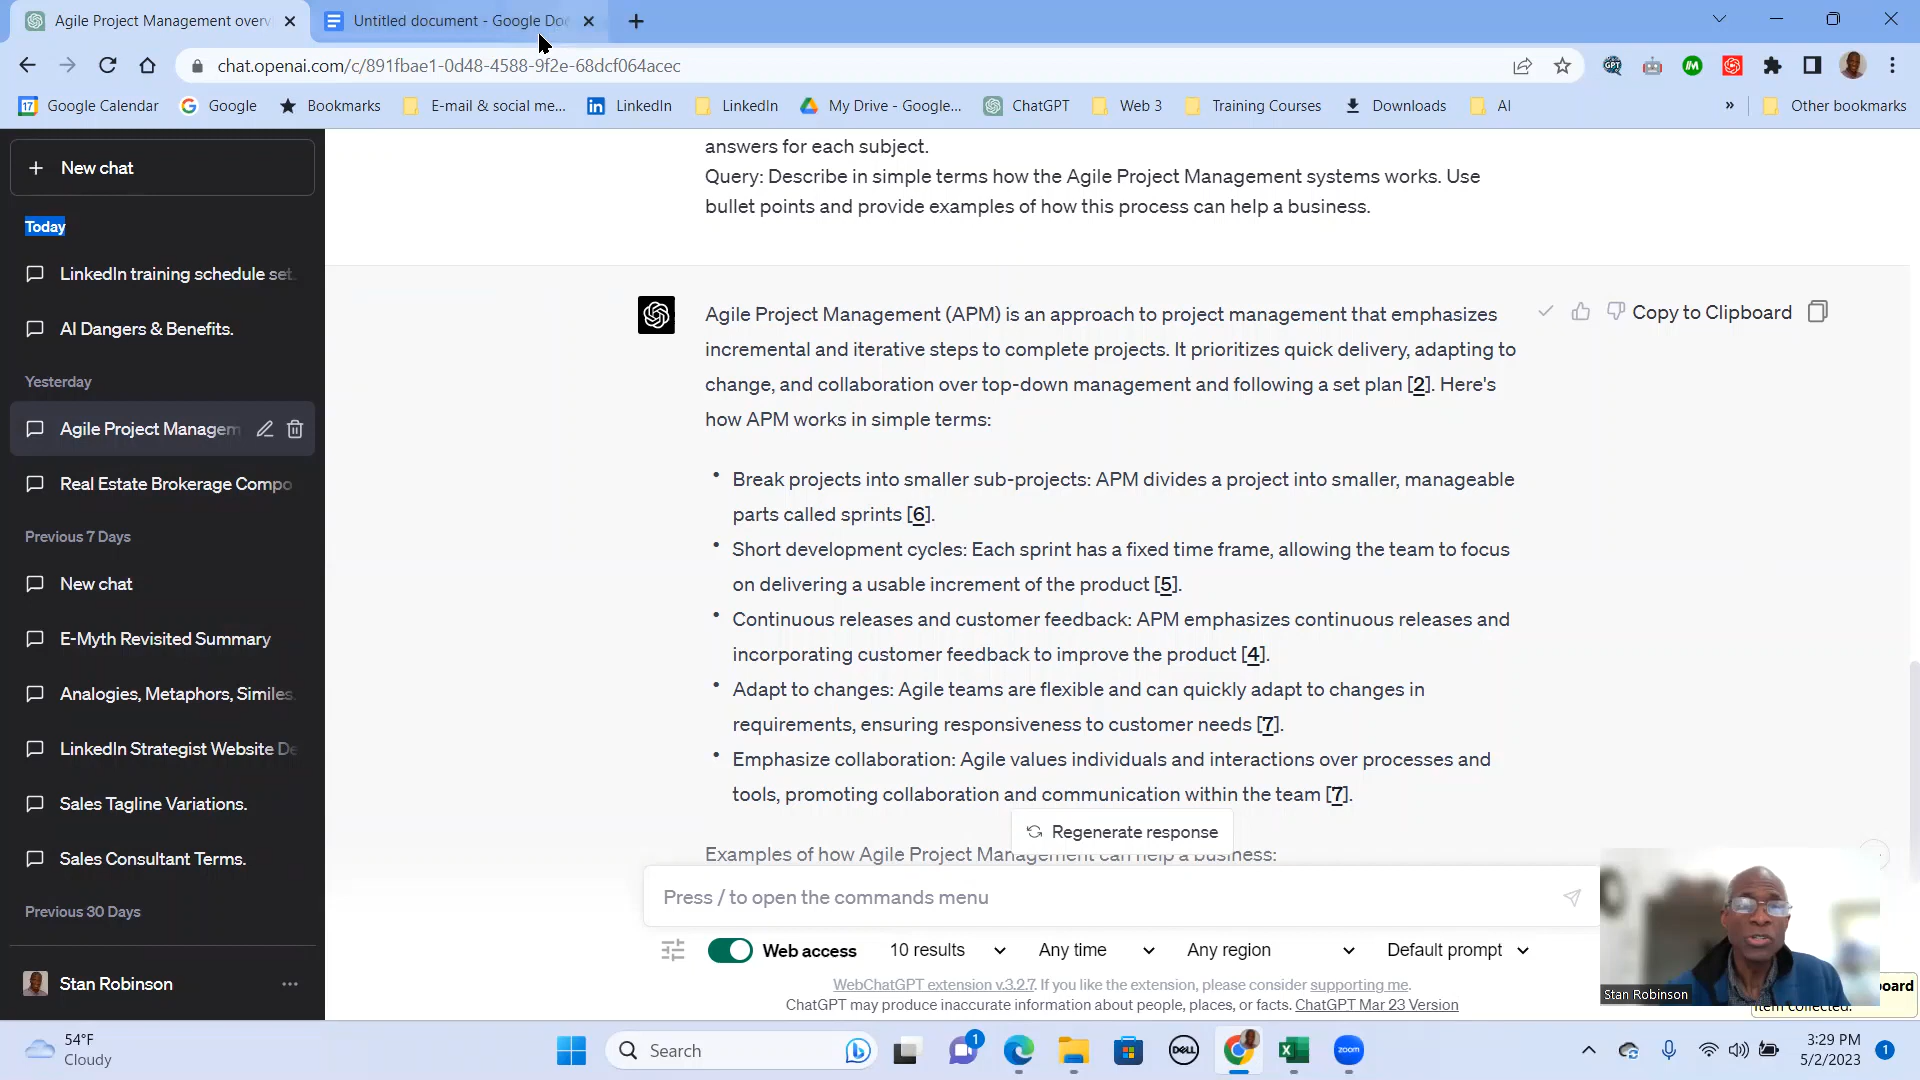 Agile Project Management overv
Untitled document - Google Do
chat.openai.com/c/891fbae1-0d48-4588-9f2e-68dcf064acec
GPT
17 Google Calendar
G Google
Bookmarks
E-mail & social me...
in LinkedIn
LinkedIn
My Drive - Google...
ChatGPT
Web 3
Training Courses
Downloads
AI
»
Other bookmarks
+ New chat
Today
LinkedIn training schedule set.
AI Dangers & Benefits.
Yesterday
Agile Project Managem
Real Estate Brokerage Compo
Previous 7 Days
New chat
E-Myth Revisited Summary
Analogies, Metaphors, Similes.
LinkedIn Strategist Website De
Sales Tagline Variations.
Sales Consultant Terms.
Previous 30 Days
Stan Robinson
...
answers for each subject.
Query: Describe in simple terms how the Agile Project Management systems works. Use
bullet points and provide examples of how this process can help a business.
Agile Project Management (APM) is an approach to project management that emphasizes
incremental and iterative steps to complete projects. It prioritizes quick delivery, adapting to
change, and collaboration over top-down management and following a set plan [2]. Here's
how APM works in simple terms:
Copy to Clipboard
• Break projects into smaller sub-projects: APM divides a project into smaller, manageable
parts called sprints [6].
• Short development cycles: Each sprint has a fixed time frame, allowing the team to focus
on delivering a usable increment of the product [5].
• Continuous releases and customer feedback: APM emphasizes continuous releases and
incorporating customer feedback to improve the product [4].
• Adapt to changes: Agile teams are flexible and can quickly adapt to changes in
requirements, ensuring responsiveness to customer needs [7].
• Emphasize collaboration: Agile values individuals and interactions over processes and
tools, promoting collaboration and communication within the team [7].
Regenerate response
Examples of how Agile Project Management can help a business:
Press / to open the commands menu
Web access
10 results
Any time
Any region
Default prompt
WebChatGPT extension v.3.2.7. If you like the extension, please consider supporting me.
ChatGPT may produce inaccurate information about people, places, or facts. ChatGPT Mar 23 Version
Stan Robinson
board
item collected.
54°F
Cloudy
Search
1
DELL
zoom
3:29 PM
5/2/2023
1